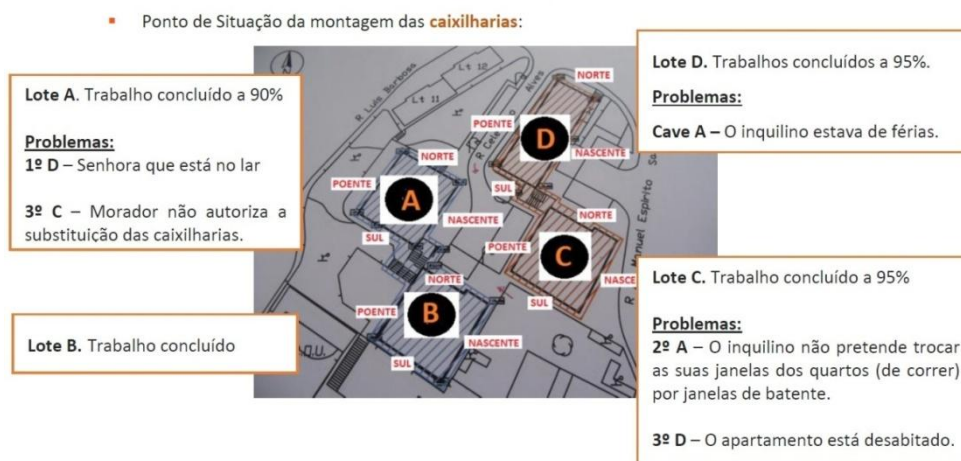 ▪ Ponto de Situação da montagem das caixilharias:
Lote A. Trabalho concluído a 90%
Problemas:
1º D – Senhora que está no lar
3º C – Morador não autoriza a
substituição das caixilharias.
Lote B. Trabalho concluído
Lote D. Trabalhos concluídos a 95%.
Problemas:
Cave A – O inquilino estava de férias.
Lote C. Trabalho concluído a 95%
Problemas:
2º A – O inquilino não pretende trocar
as suas janelas dos quartos (de correr)
por janelas de batente.
3º D – O apartamento está desabitado.
R Luis Barbosa
Lt 12
Lt 11
Alves
NORTE
POENTE
D
NASCENTE
SUL
NORTE
POENTE
A
NASCENTE
SUL
NORTE
POENTE
C
NASCE
SUL
Manuel Espirito
NORTE
POENTE
B
NASCENTE
SUL